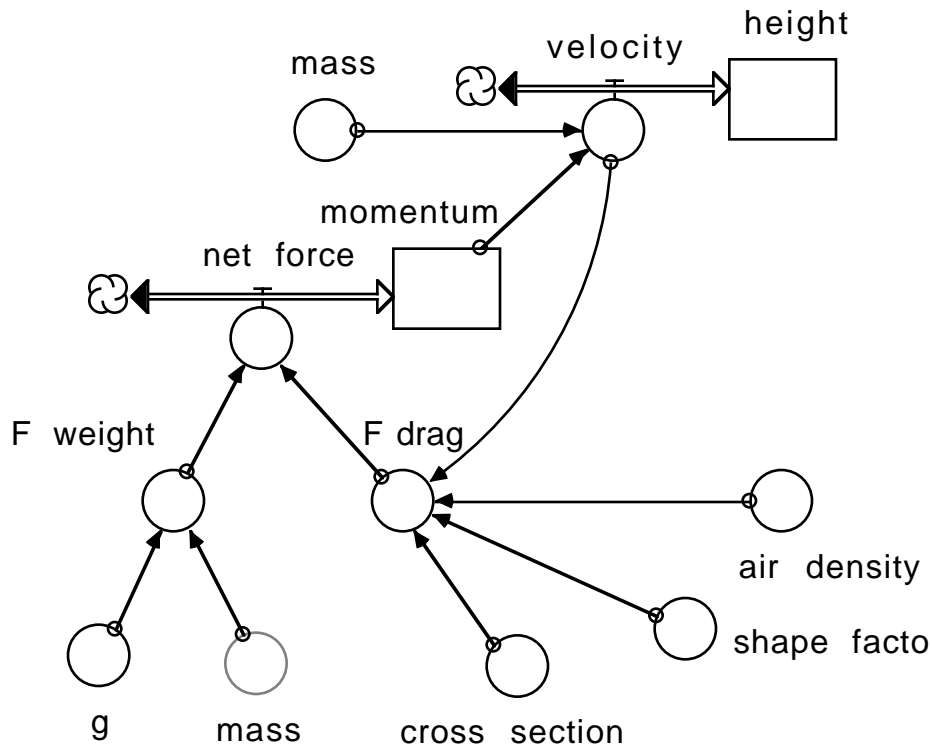 height
velocity
mass
momentum
net force
F weight
F drag
air density
shape facto
g
mass
cross section